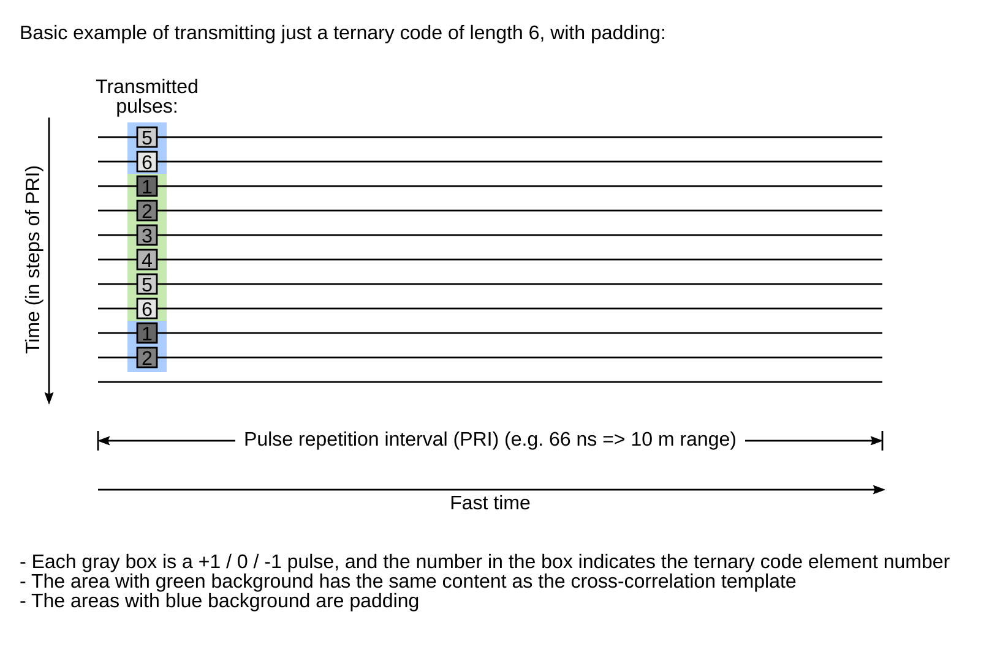 Basic example of transmitting just a ternary code of length 6, with padding:
Transmitted
pulses:
Time (in steps of PRI)
5
6
1
2
3
4
5
6
1
2
Pulse repetition interval (PRI) (e.g. 66 ns => 10 m range)
Fast time
- Each gray box is a +1 / 0 / -1 pulse, and the number in the box indicates the ternary code element number
- The area with green background has the same content as the cross-correlation template
- The areas with blue background are padding